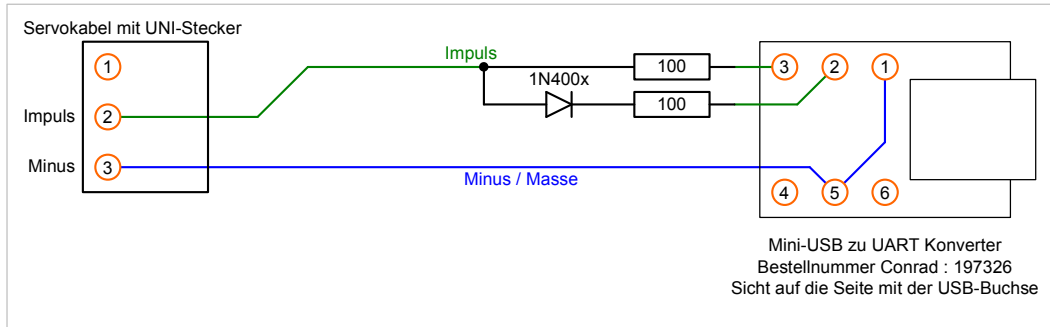 Servokabel mit UNI-Stecker
1
Impuls
2
Minus
3
Impuls
1N400x
100
100
Minus / Masse
3
2
1
4
5
6
Mini-USB zu UART Konverter
Bestellnummer Conrad : 197326
Sicht auf die Seite mit der USB-Buchse